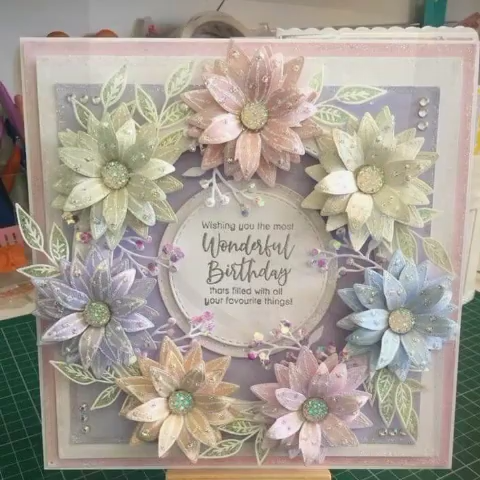 Wishing you the most
Wonderful
Birthday
thats filled with all
your favourite things!